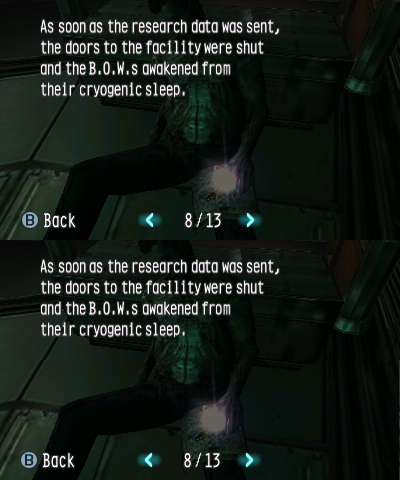 As soon as the research data was sent,
the doors to the facility were shut
and the B.O.W.s awakened from
their cryogenic sleep.
B Back 8/13
As soon as the research data was sent,
the doors to the facility were shut
and the B.O.W.s awakened from
their cryogenic sleep.
B Back 8/13